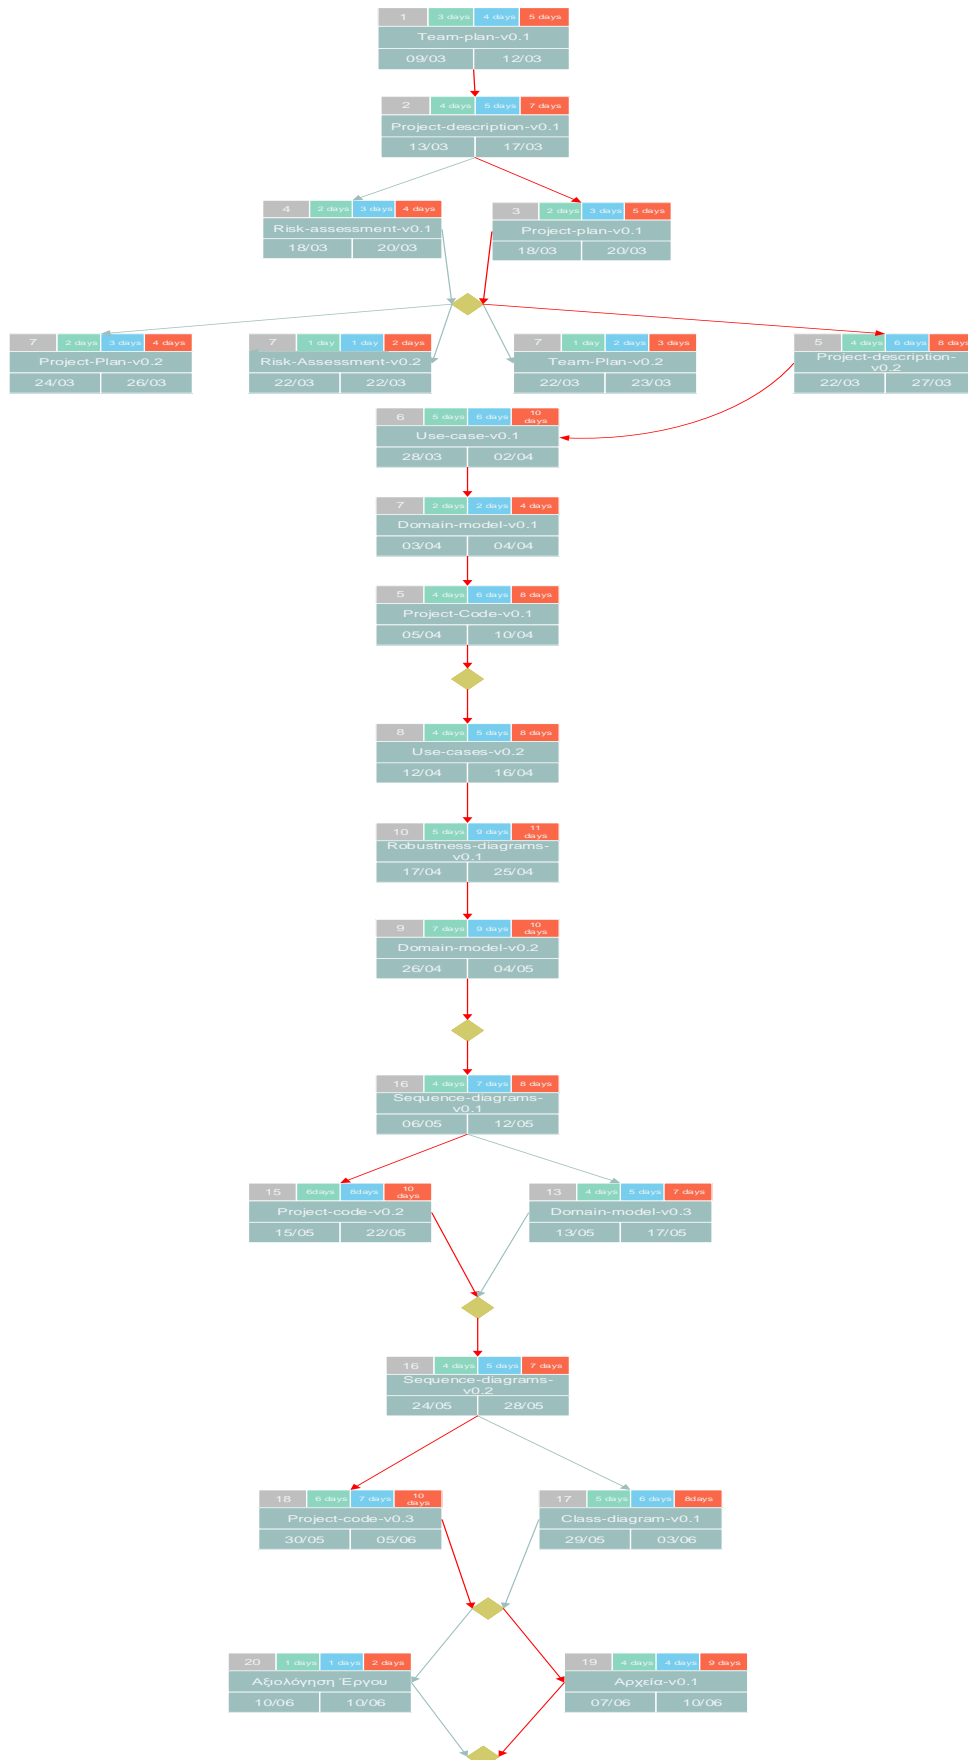 1 3 days 4 days 5 days
Team-plan-v0.1
09/03 12/03
2 4 days 5 days 7 days
Project-description-v0.1
13/03 17/03
4 2 days 3 days 4 days
Risk-assessment-v0.1
18/03 20/03
3 2 days 3 days 5 days
Project-plan-v0.1
18/03 20/03
7 2 days 3 days 4 days
Project-Plan-v0.2
24/03 26/03
7 1 day 1 day 2 days
Risk-Assessment-v0.2
22/03 22/03
7 1 day 2 days 3 days
Team-Plan-v0.2
22/03 23/03
5 4 days 6 days 8 days
Project-description-
v0.2
22/03 27/03
6 5 days 6 days 10
days
Use-case-v0.1
28/03 02/04
7 2 days 2 days 4 days
Domain-model-v0.1
03/04 04/04
5 4 days 6 days 8 days
Project-Code-v0.1
05/04 10/04
8 4 days 5 days 8 days
Use-cases-v0.2
12/04 16/04
10 5 days 9 days 11
days
Robustness-diagrams-
v0.1
17/04 25/04
9 7 days 9 days 10
days
Domain-model-v0.2
26/04 04/05
16 4 days 7 days 8 days
Sequence-diagrams-
v0.1
06/05 12/05
15 6days 8days 10
days
Project-code-v0.2
15/05 22/05
13 4 days 5 days 7 days
Domain-model-v0.3
13/05 17/05
16 4 days 5 days 7 days
Sequence-diagrams-
v0.2
24/05 28/05
18 6 days 7 days 10
days
Project-code-v0.3
30/05 05/06
17 5 days 6 days 8days
Class-diagram-v0.1
29/05 03/06
20 1 days 1 days 2 days
Αξιολόγηση Έργου
10/06 10/06
19 4 days 4 days 9 days
Αρχεία-v0.1
07/06 10/06